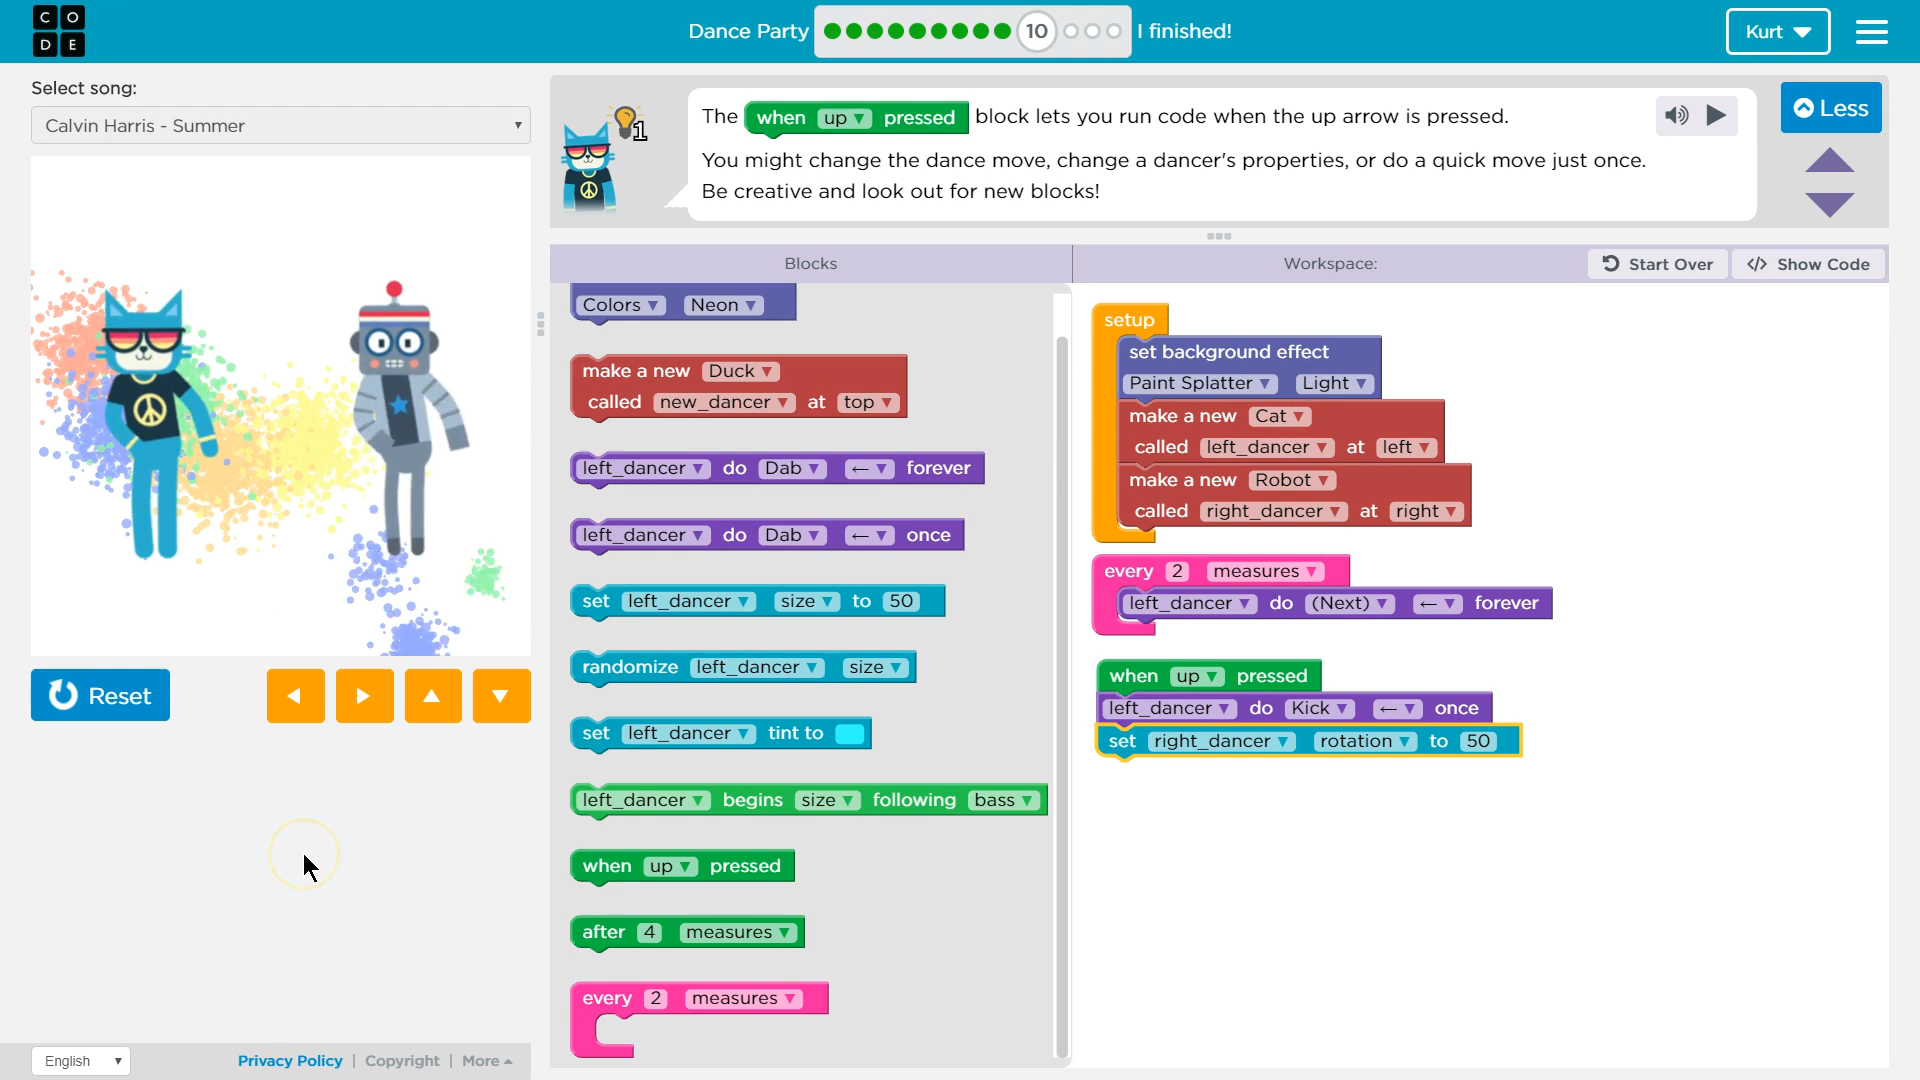 C O
D E
Dance Party
10
I finished!
Kurt
Select song:
Calvin Harris - Summer
1
The when up pressed block lets you run code when the up arrow is pressed.
You might change the dance move, change a dancer's properties, or do a quick move just once.
Be creative and look out for new blocks!
Less
Blocks
Workspace:
Start Over
</> Show Code
Colors Neon
make a new Duck
called new_dancer at top
left_dancer do Dab ← forever
left_dancer do Dab ← once
set left_dancer size to 50
randomize left_dancer size
set left_dancer tint to
left_dancer begins size following bass
when up pressed
after 4 measures
every 2 measures
setup
set background effect
Paint Splatter Light
make a new Cat
called left_dancer at left
make a new Robot
called right_dancer at right
every 2 measures
left_dancer do (Next) ← forever
when up pressed
left_dancer do Kick ← once
set right_dancer rotation to 50
Reset
English
Privacy Policy | Copyright | More